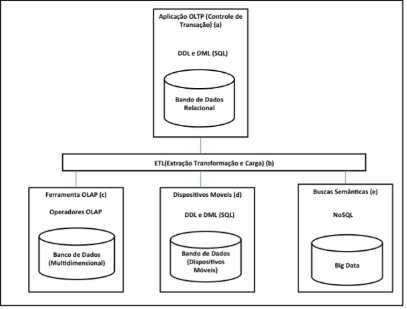 Aplicação OLTP (Controle de
Transação) (a)
DDL e DML (SQL)
Bando de Dados
Relacional
ETL(Extração Transformação e Carga) (b)
Ferramenta OLAP (c)
Operadores OLAP
Banco de Dados
(Multidimensional)
Dispositivos Moveis (d)
DDL e DML (SQL)
Bando de Dados
(Dispositivos
Móveis)
Buscas Semânticas (e)
NoSQL
Big Data